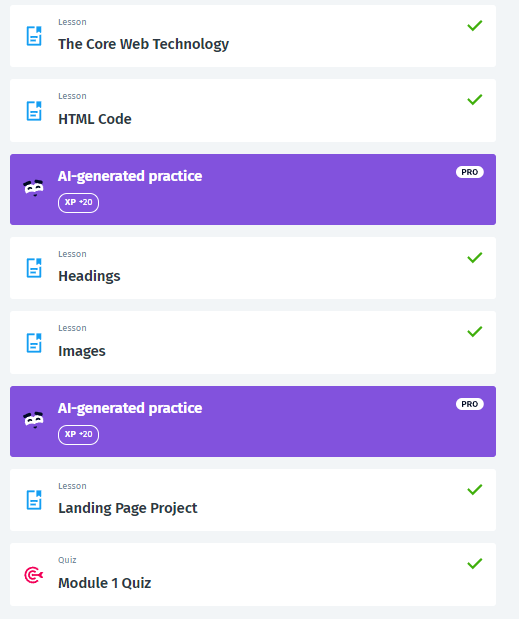 Lesson
The Core Web Technology
Lesson
HTML Code
AI-generated practice
PRO
XP +20
Lesson
Headings
Lesson
Images
AI-generated practice
PRO
XP +20
Lesson
Landing Page Project
Quiz
Module 1 Quiz